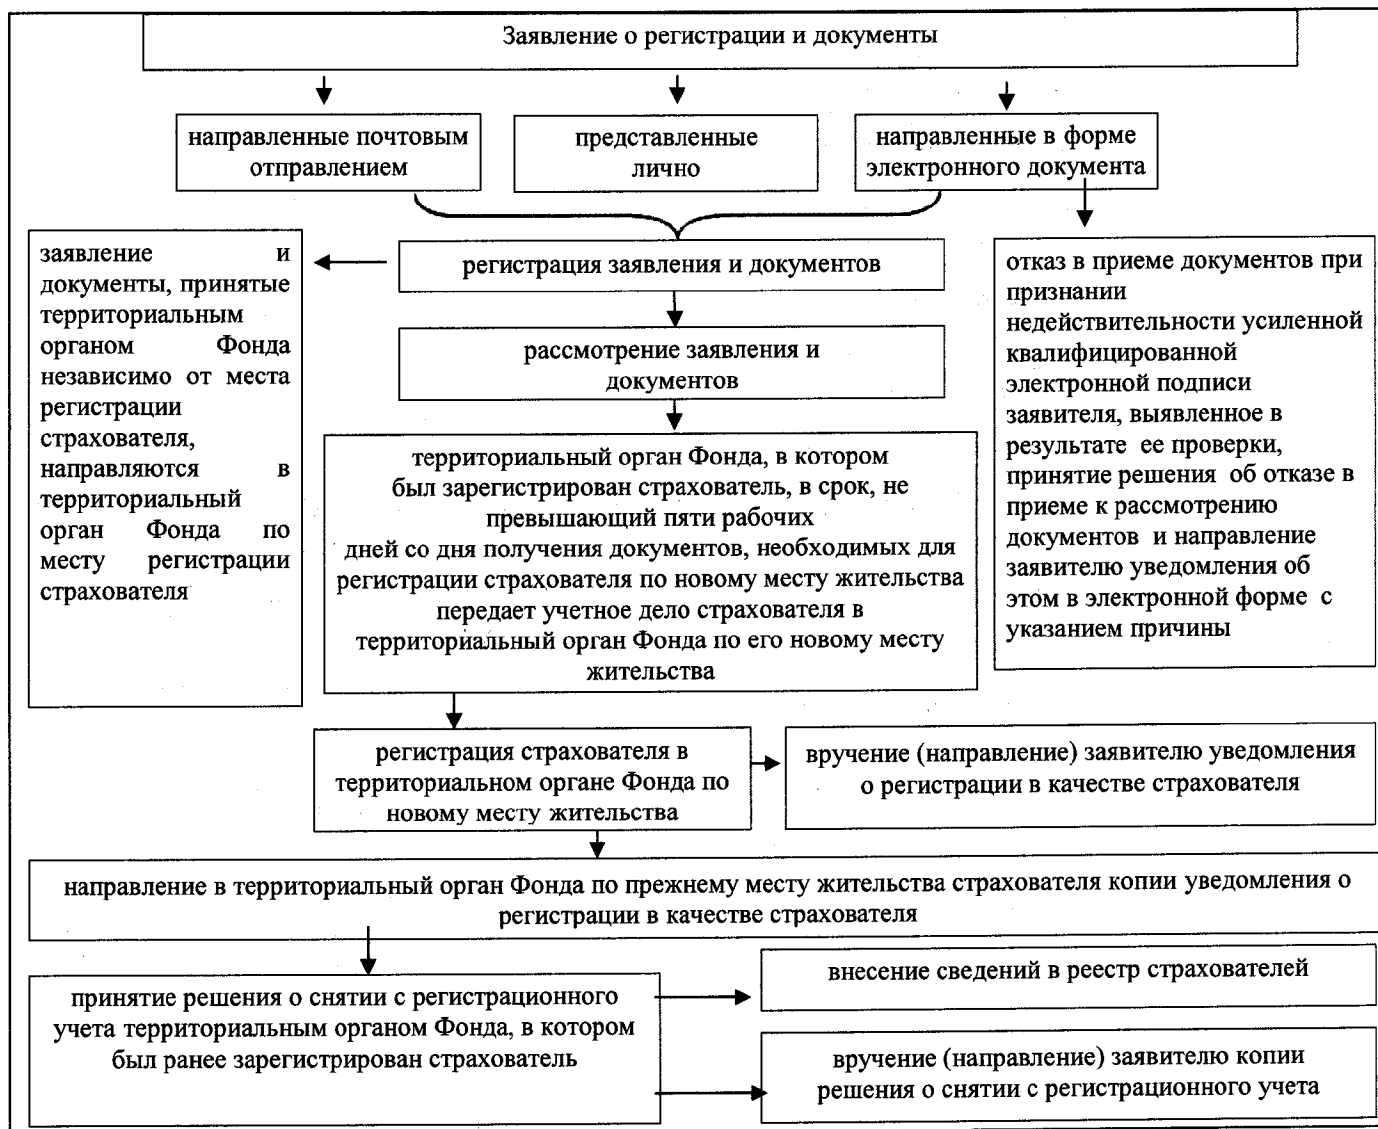 Заявление о регистрации и документы
направленные почтовым
отправлением
представленные
лично
направленные в форме
электронного документа
заявление и
документы, принятые
территориальным
органом Фонда
независимо от места
регистрации
страхователя,
направляются в
территориальный
орган Фонда по
месту регистрации
страхователя
регистрация заявления и документов
рассмотрение заявления и
документов
территориальный орган Фонда, в котором
был зарегистрирован страхователь, в срок, не
превышающий пяти рабочих
дней со дня получения документов, необходимых для
регистрации страхователя по новому месту жительства
передает учетное дело страхователя в
территориальный орган Фонда по его новому месту
жительства
отказ в приеме документов при
признании
недействительности усиленной
квалифицированной
электронной подписи
заявителя, выявленное в
результате ее проверки,
принятие решения об отказе в
приеме к рассмотрению
документов и направление
заявителю уведомления об
этом в электронной форме с
указанием причины
регистрация страхователя в
территориальном органе Фонда по
новому месту жительства
вручение (направление) заявителю уведомления
о регистрации в качестве страхователя
направление в территориальный орган Фонда по прежнему месту жительства страхователя копии уведомления о
регистрации в качестве страхователя
принятие решения о снятии с регистрационного
учета территориальным органом Фонда, в котором
был ранее зарегистрирован страхователь
внесение сведений в реестр страхователей
вручение (направление) заявителю копии
решения о снятии с регистрационного учета